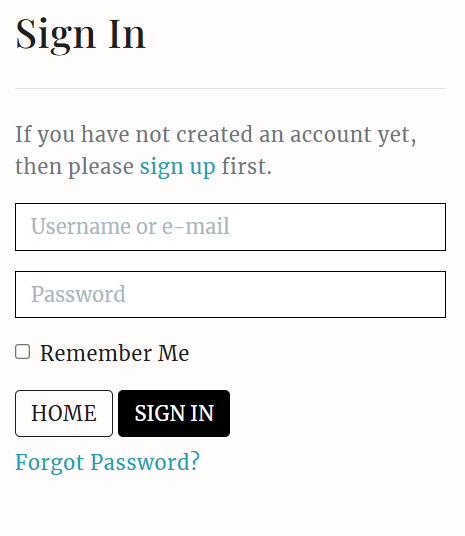 Sign In
If you have not created an account yet,
then please sign up first.
Username or e-mail
Password
Remember Me
HOME SIGN IN
Forgot Password?